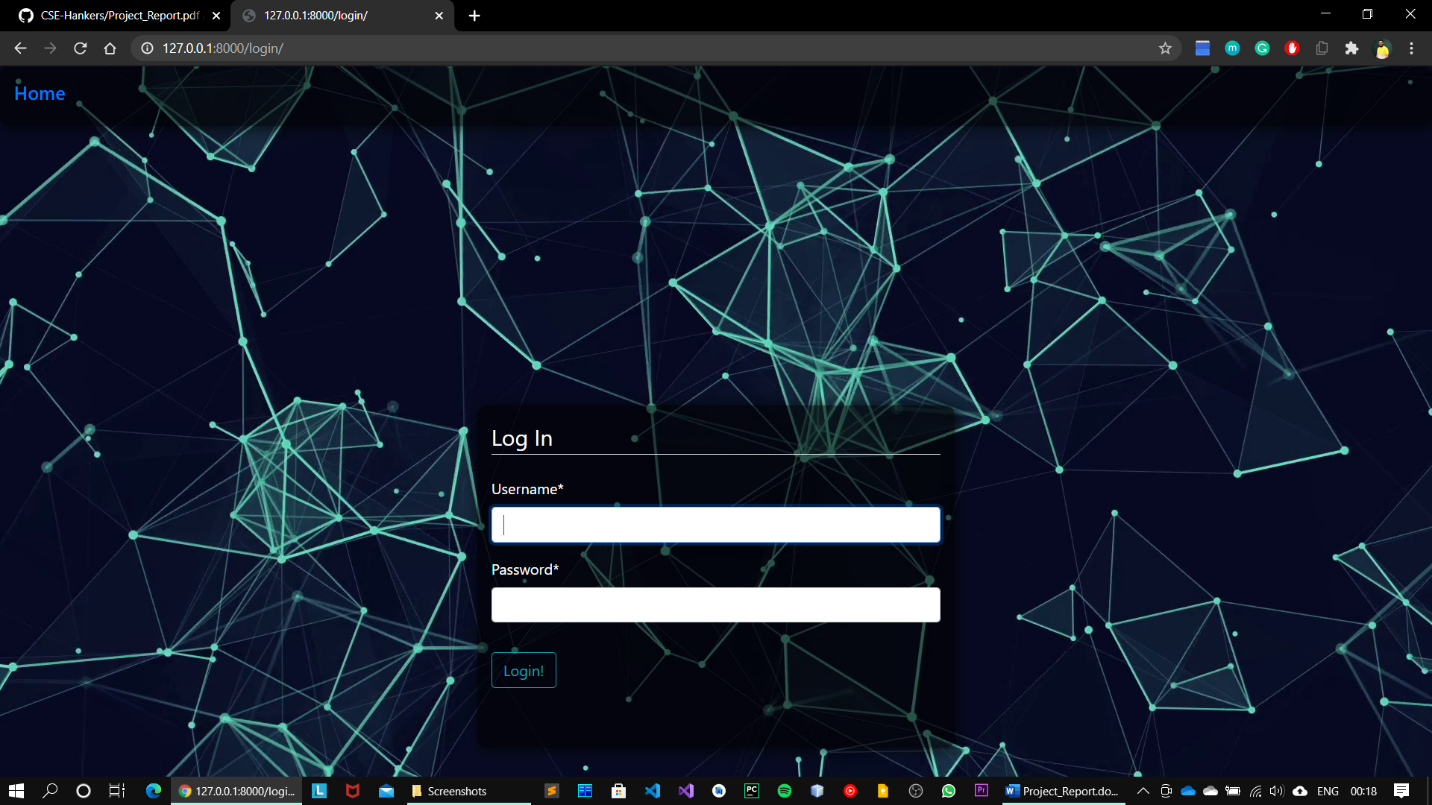 CSE-Hankers/Project_Report.pdf
127.0.0.1:8000/login/
127.0.0.1:8000/login/
Home
Log In
Username*
Password*
Login!
127.0.0.1:8000/logi...
Screenshots
Project_Report.do...
ENG
00:18